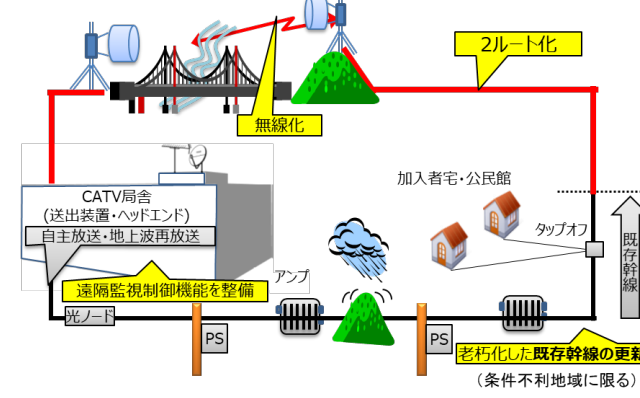 2ルート化
無線化
加入者宅・公民館
CATV局舎
(送出装置・ヘッドエンド)
自主放送・地上波再放送
タップオフ
既存幹線
遠隔監視制御機能を整備
アンプ
光ノード
PS
PS
老朽化した既存幹線の更新
（条件不利地域に限る）